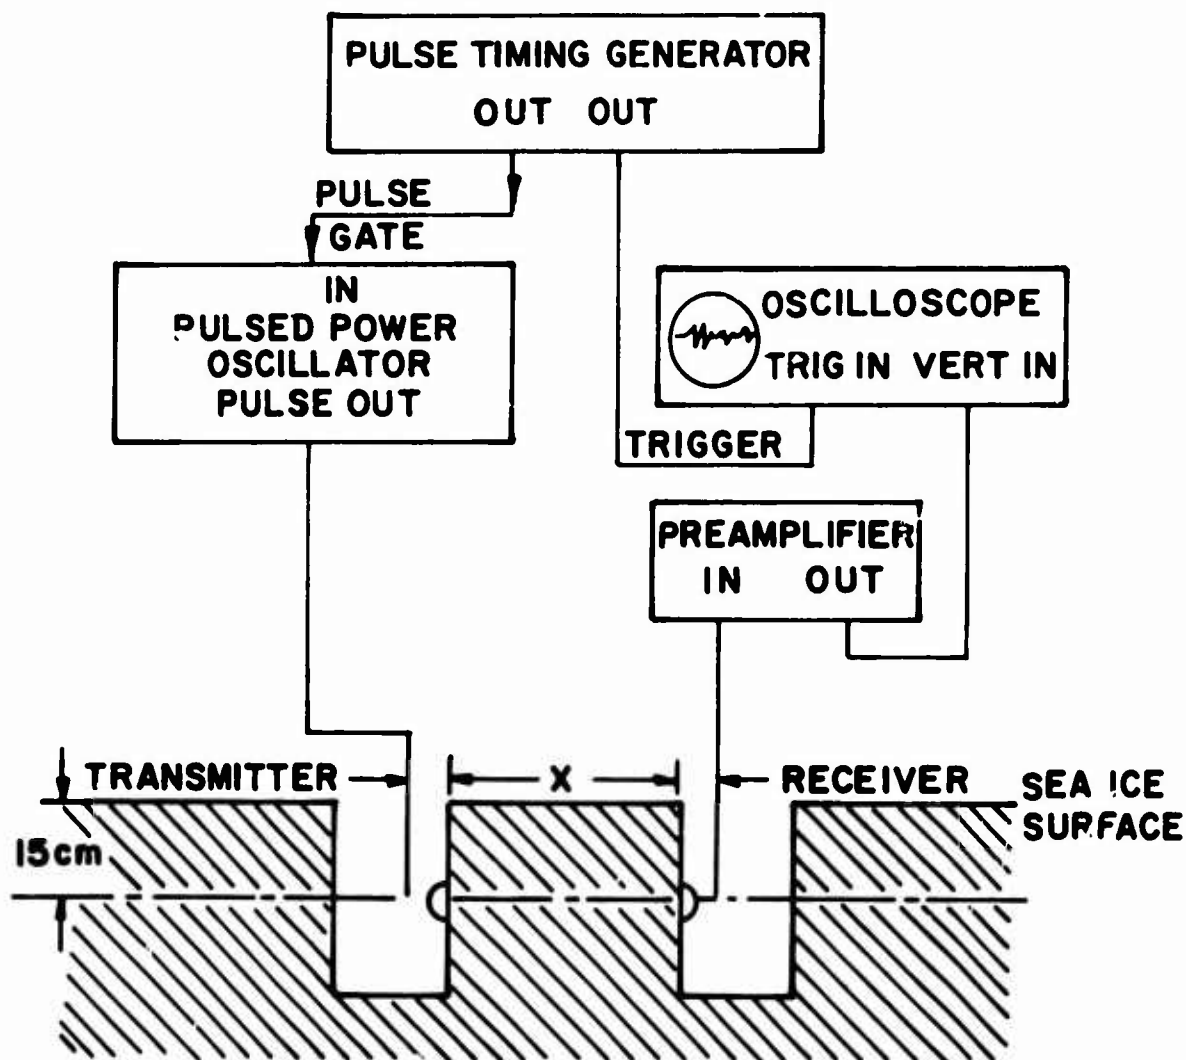 PULSE TIMING GENERATOR
OUT OUT
PULSE
GATE
IN
PULSED POWER
OSCILLATOR
PULSE OUT
OSCILLOSCOPE
TRIG IN VERT IN
TRIGGER
PREAMPLIFIER
IN OUT
TRANSMITTER
X
RECEIVER
SEA ICE
SURFACE
15cm